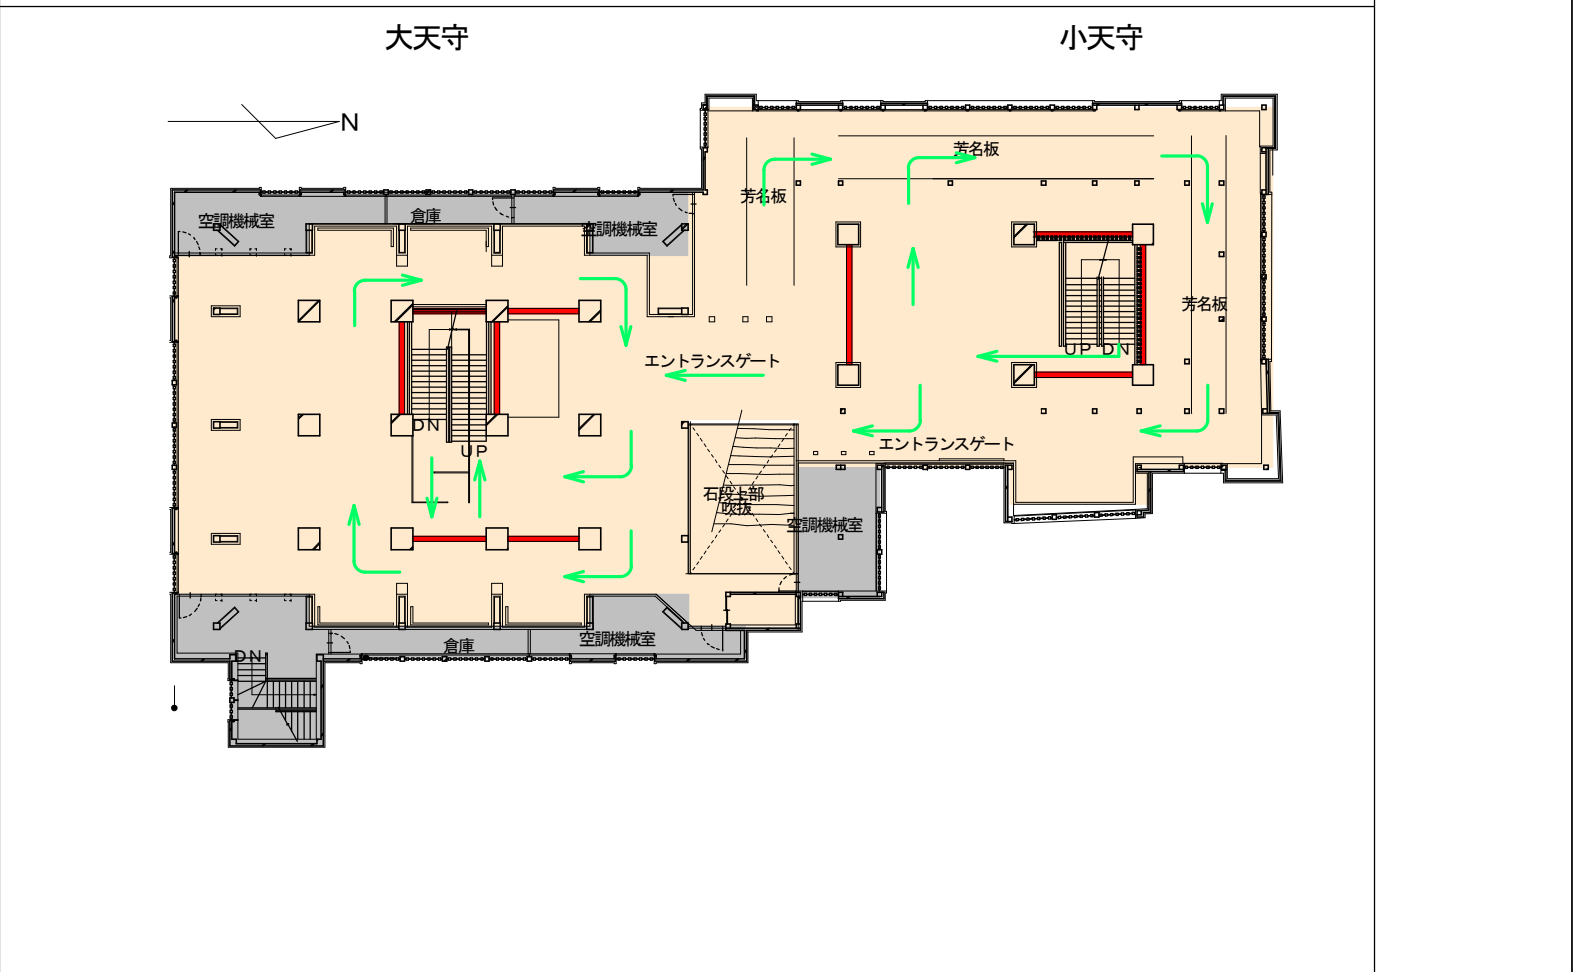 大天守
小天守
N
芳名板
芳名板
空調機械室
倉庫
空調機械室
芳名板
エントランスゲート
UP DN
DN
UP
エントランスゲート
石段上部
吹抜
空調機械室
空調機械室
倉庫
DN